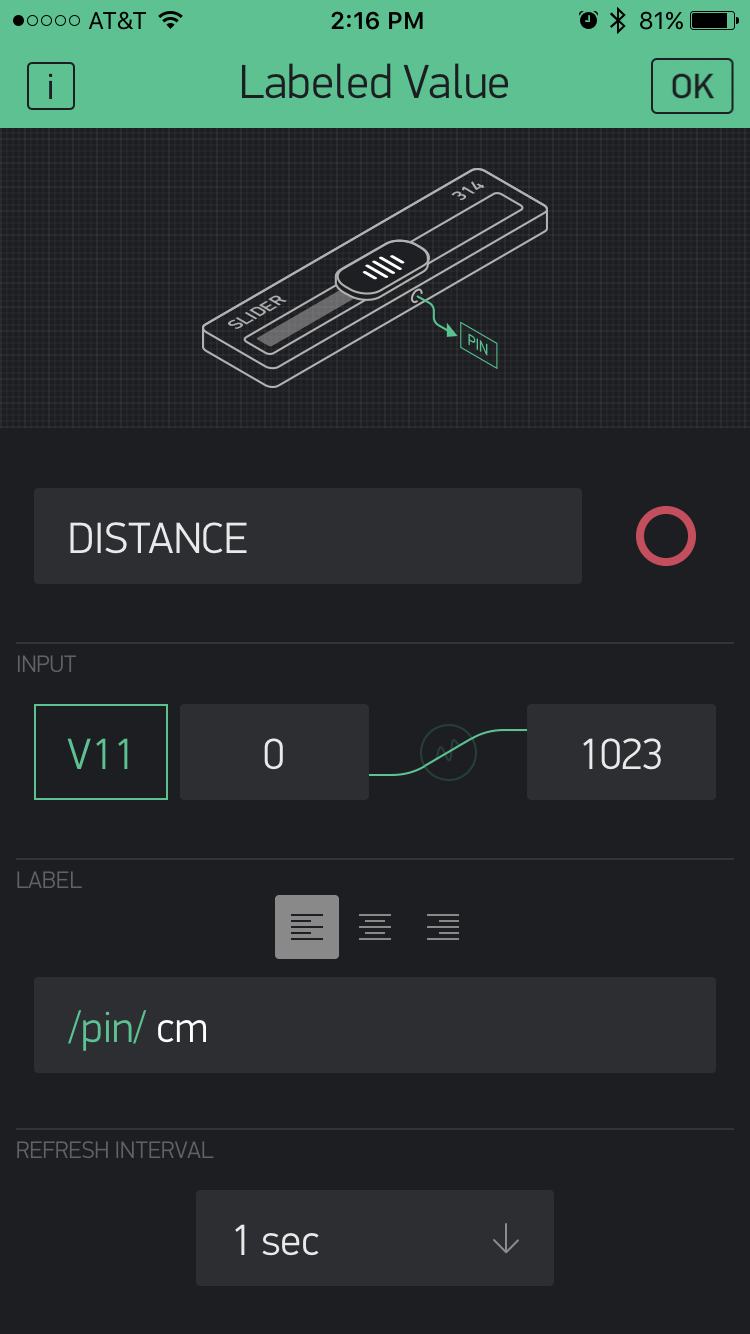 AT&T 2:16 PM 81%
i Labeled Value OK
314
SLIDER
PIN
DISTANCE
INPUT
V11 0 1023
LABEL
/pin/ cm
REFRESH INTERVAL
1 sec